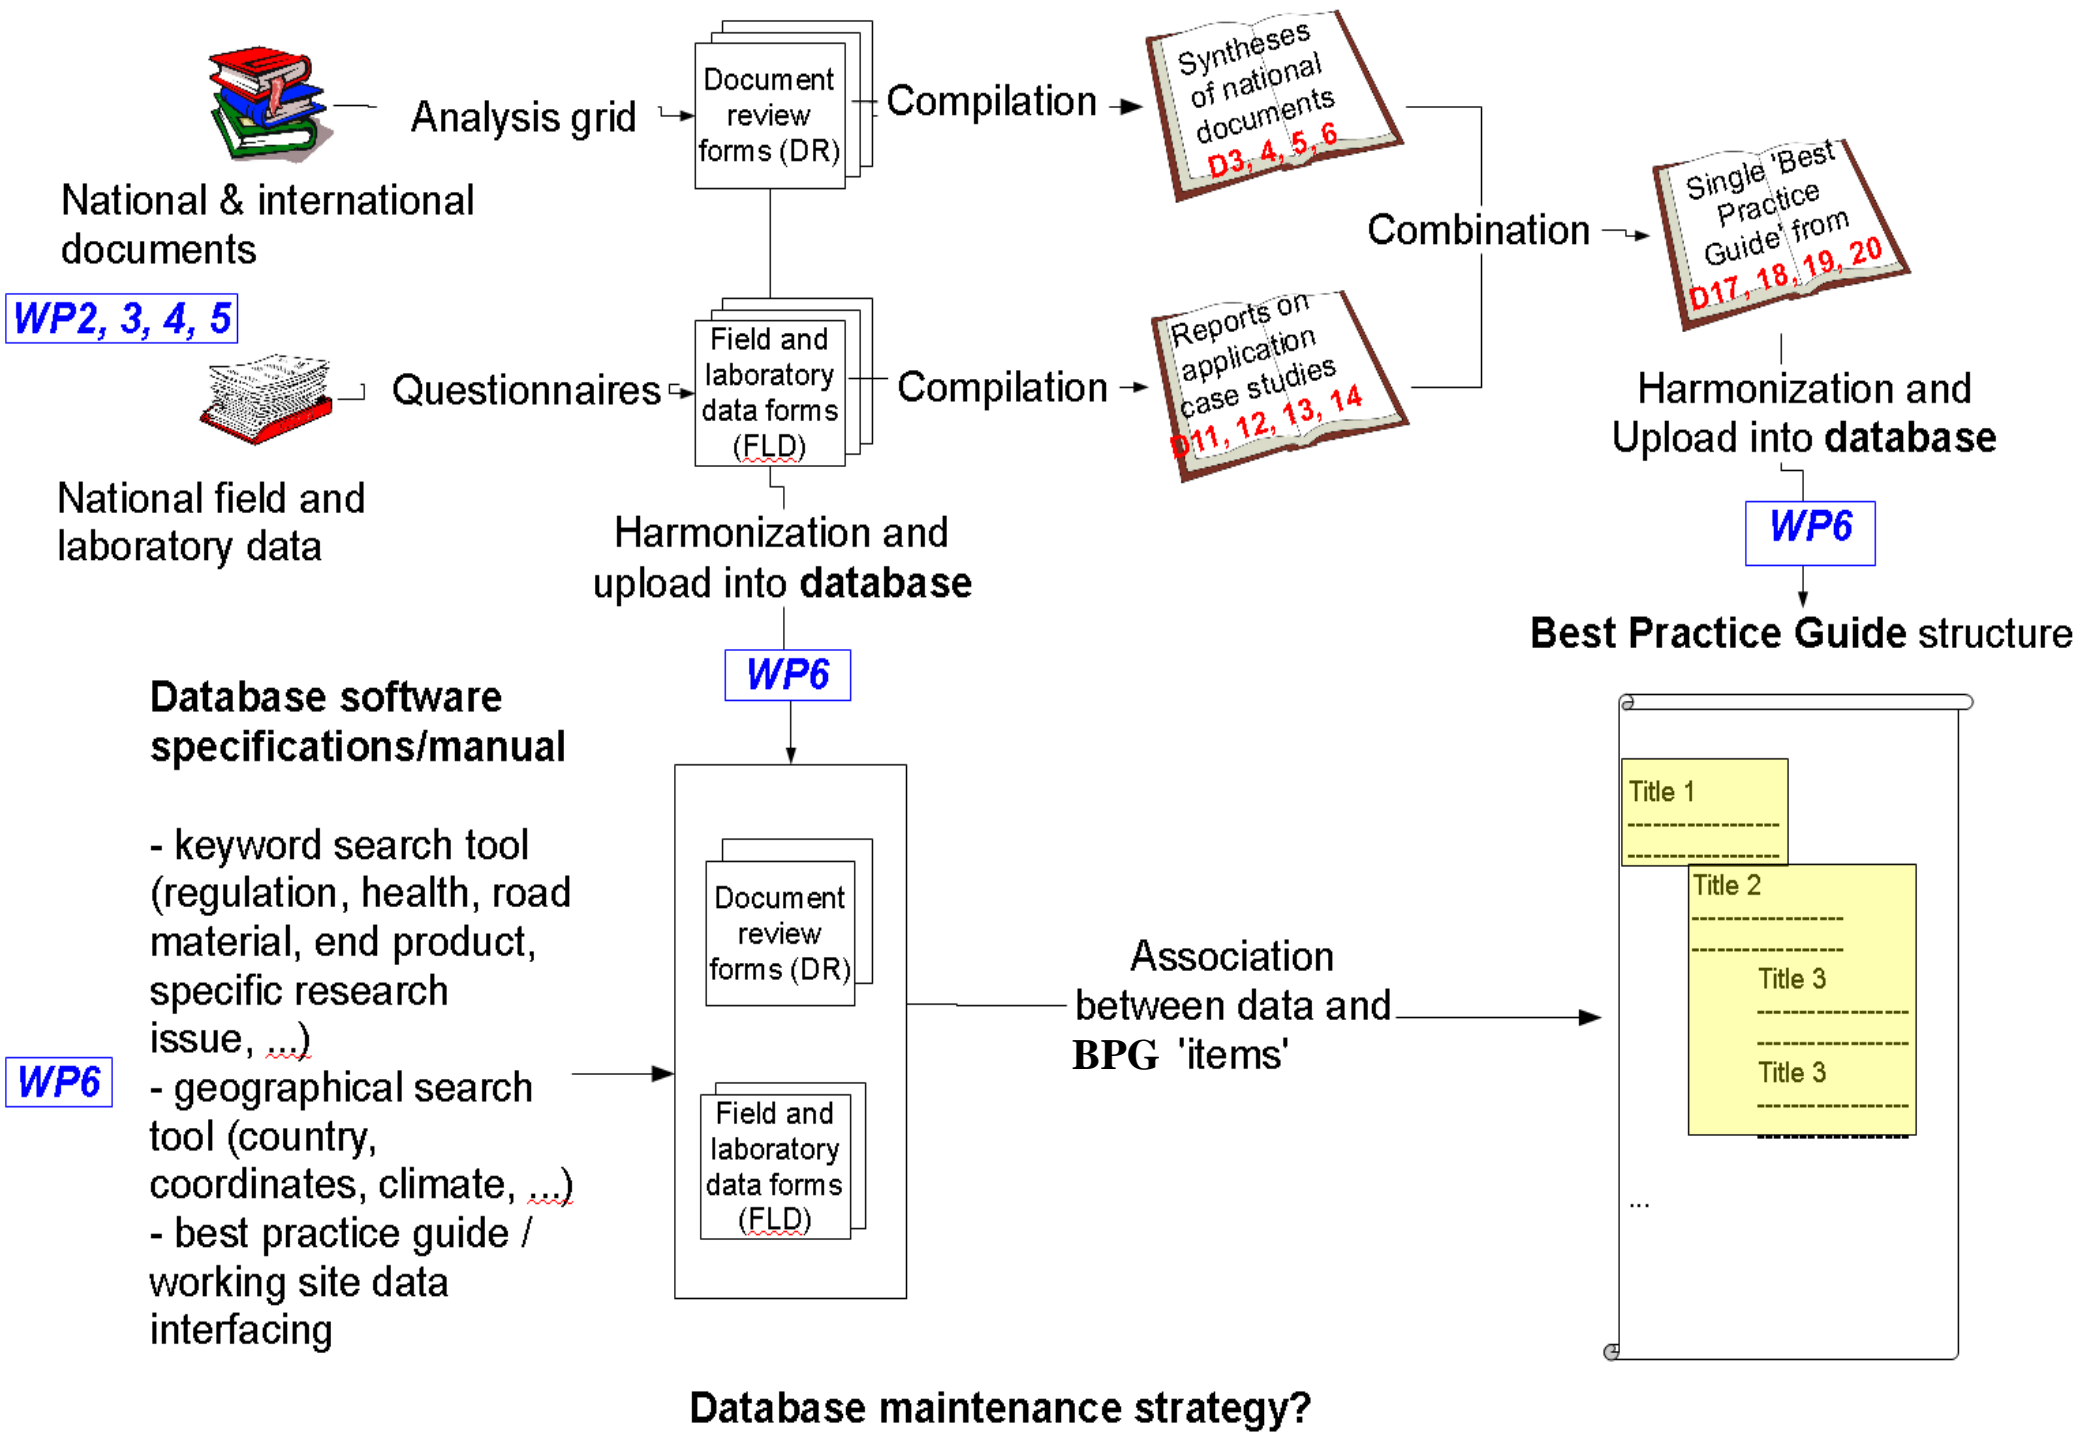 Analysis grid
Document
review
forms (DR)
Compilation
Syntheses
of national
documents
D3, 4, 5, 6
National & international
documents
WP2, 3, 4, 5
Combination
Single 'Best
Practice
Guide' from
D17, 18, 19, 20
Questionnaires
Field and
laboratory
data forms
(FLD)
Compilation
Reports on
application
case studies
D11, 12, 13, 14
National field and
laboratory data
Harmonization and
upload into database
WP6
Harmonization and
Upload into database
WP6
Best Practice Guide structure
Database software
specifications/manual
- keyword search tool
(regulation, health, road
material, end product,
specific research
issue, ...)
- geographical search
tool (country,
coordinates, climate, ...)
- best practice guide /
working site data
interfacing
WP6
Document
review
forms (DR)
Field and
laboratory
data forms
(FLD)
Association
between data and
BPG 'items'
Title 1
------------------
------------------
Title 2
------------------
------------------
Title 3
------------------
------------------
Title 3
------------------
------------------
...
Database maintenance strategy?